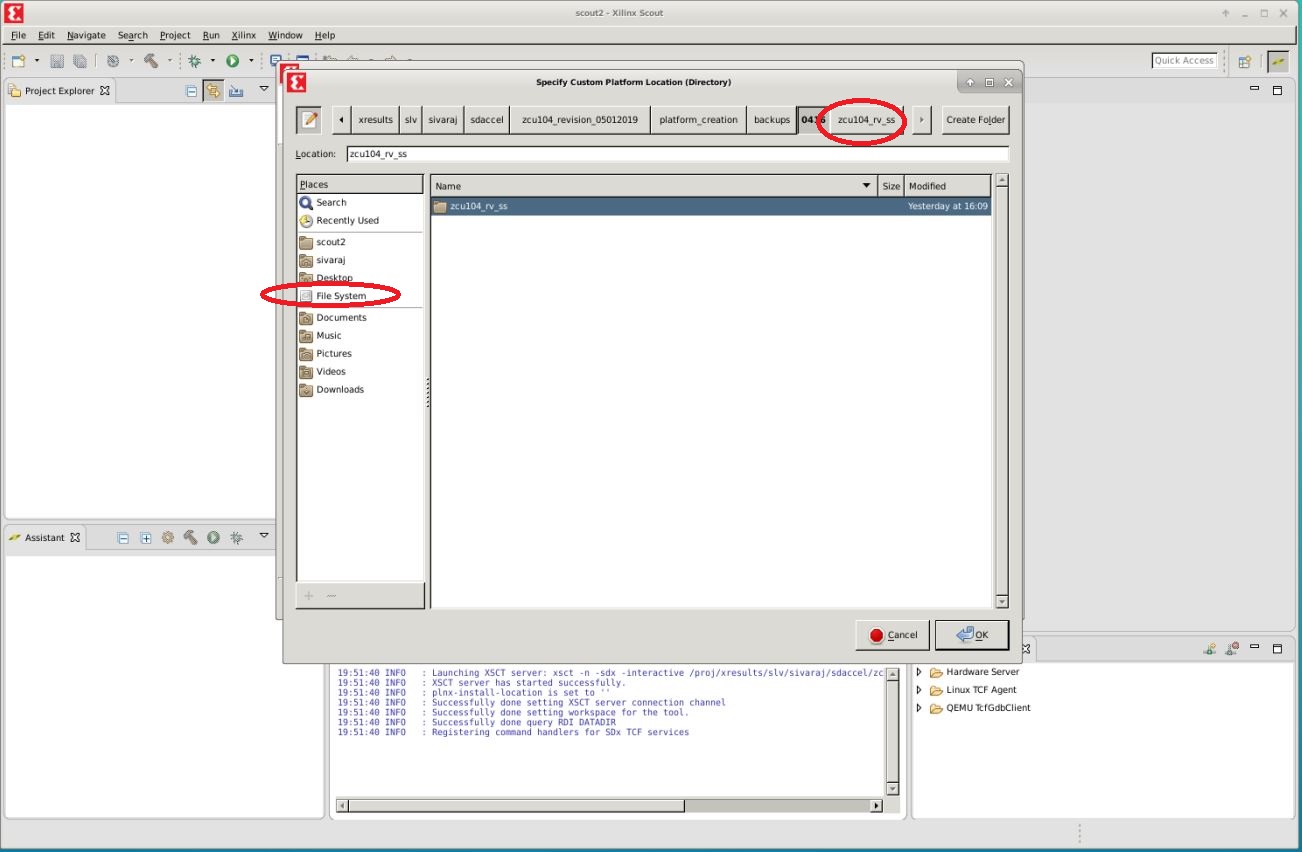 scout2 - Xilinx Scout
File Edit Navigate Search Project Run Xilinx Window Help
Quick Access
Project Explorer
Specify Custom Platform Location (Directory)
xresults slv sivaraj sdaccel zcu104_revision_05012019 platform_creation backups zcu104_rv_ss Create Folder
Location: zcu104_rv_ss
Places
Search
Recently Used
scout2
sivaraj
Desktop
File System
Documents
Music
Pictures
Videos
Downloads
Name Size Modified
zcu104_rv_ss Yesterday at 16:09
Cancel OK
Assistant
19:51:40 INFO : Launching XSCT server: xsct -n -sdx -interactive /proj/xresults/slv/sivaraj/sdaccel/zc
19:51:40 INFO : XSCT server has started successfully.
19:51:40 INFO : plnx-install-location is set to ''
19:51:40 INFO : Successfully done setting XSCT server connection channel
19:51:40 INFO : Successfully done setting workspace for the tool.
19:51:40 INFO : Successfully done query RDI DATADIR
19:51:40 INFO : Registering command handlers for SDx TCF services
Hardware Server
Linux TCF Agent
QEMU TcfGdbClient